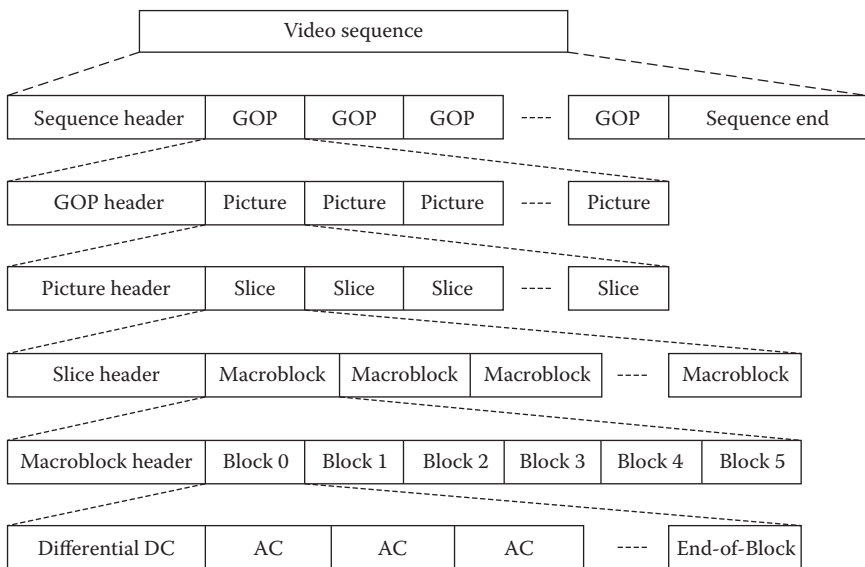 Video sequence
Sequence header GOP GOP GOP ---- GOP Sequence end
GOP header Picture Picture Picture ---- Picture
Picture header Slice Slice Slice ---- Slice
Slice header Macroblock Macroblock Macroblock ---- Macroblock
Macroblock header Block 0 Block 1 Block 2 Block 3 Block 4 Block 5
Differential DC AC AC AC ---- End-of-Block